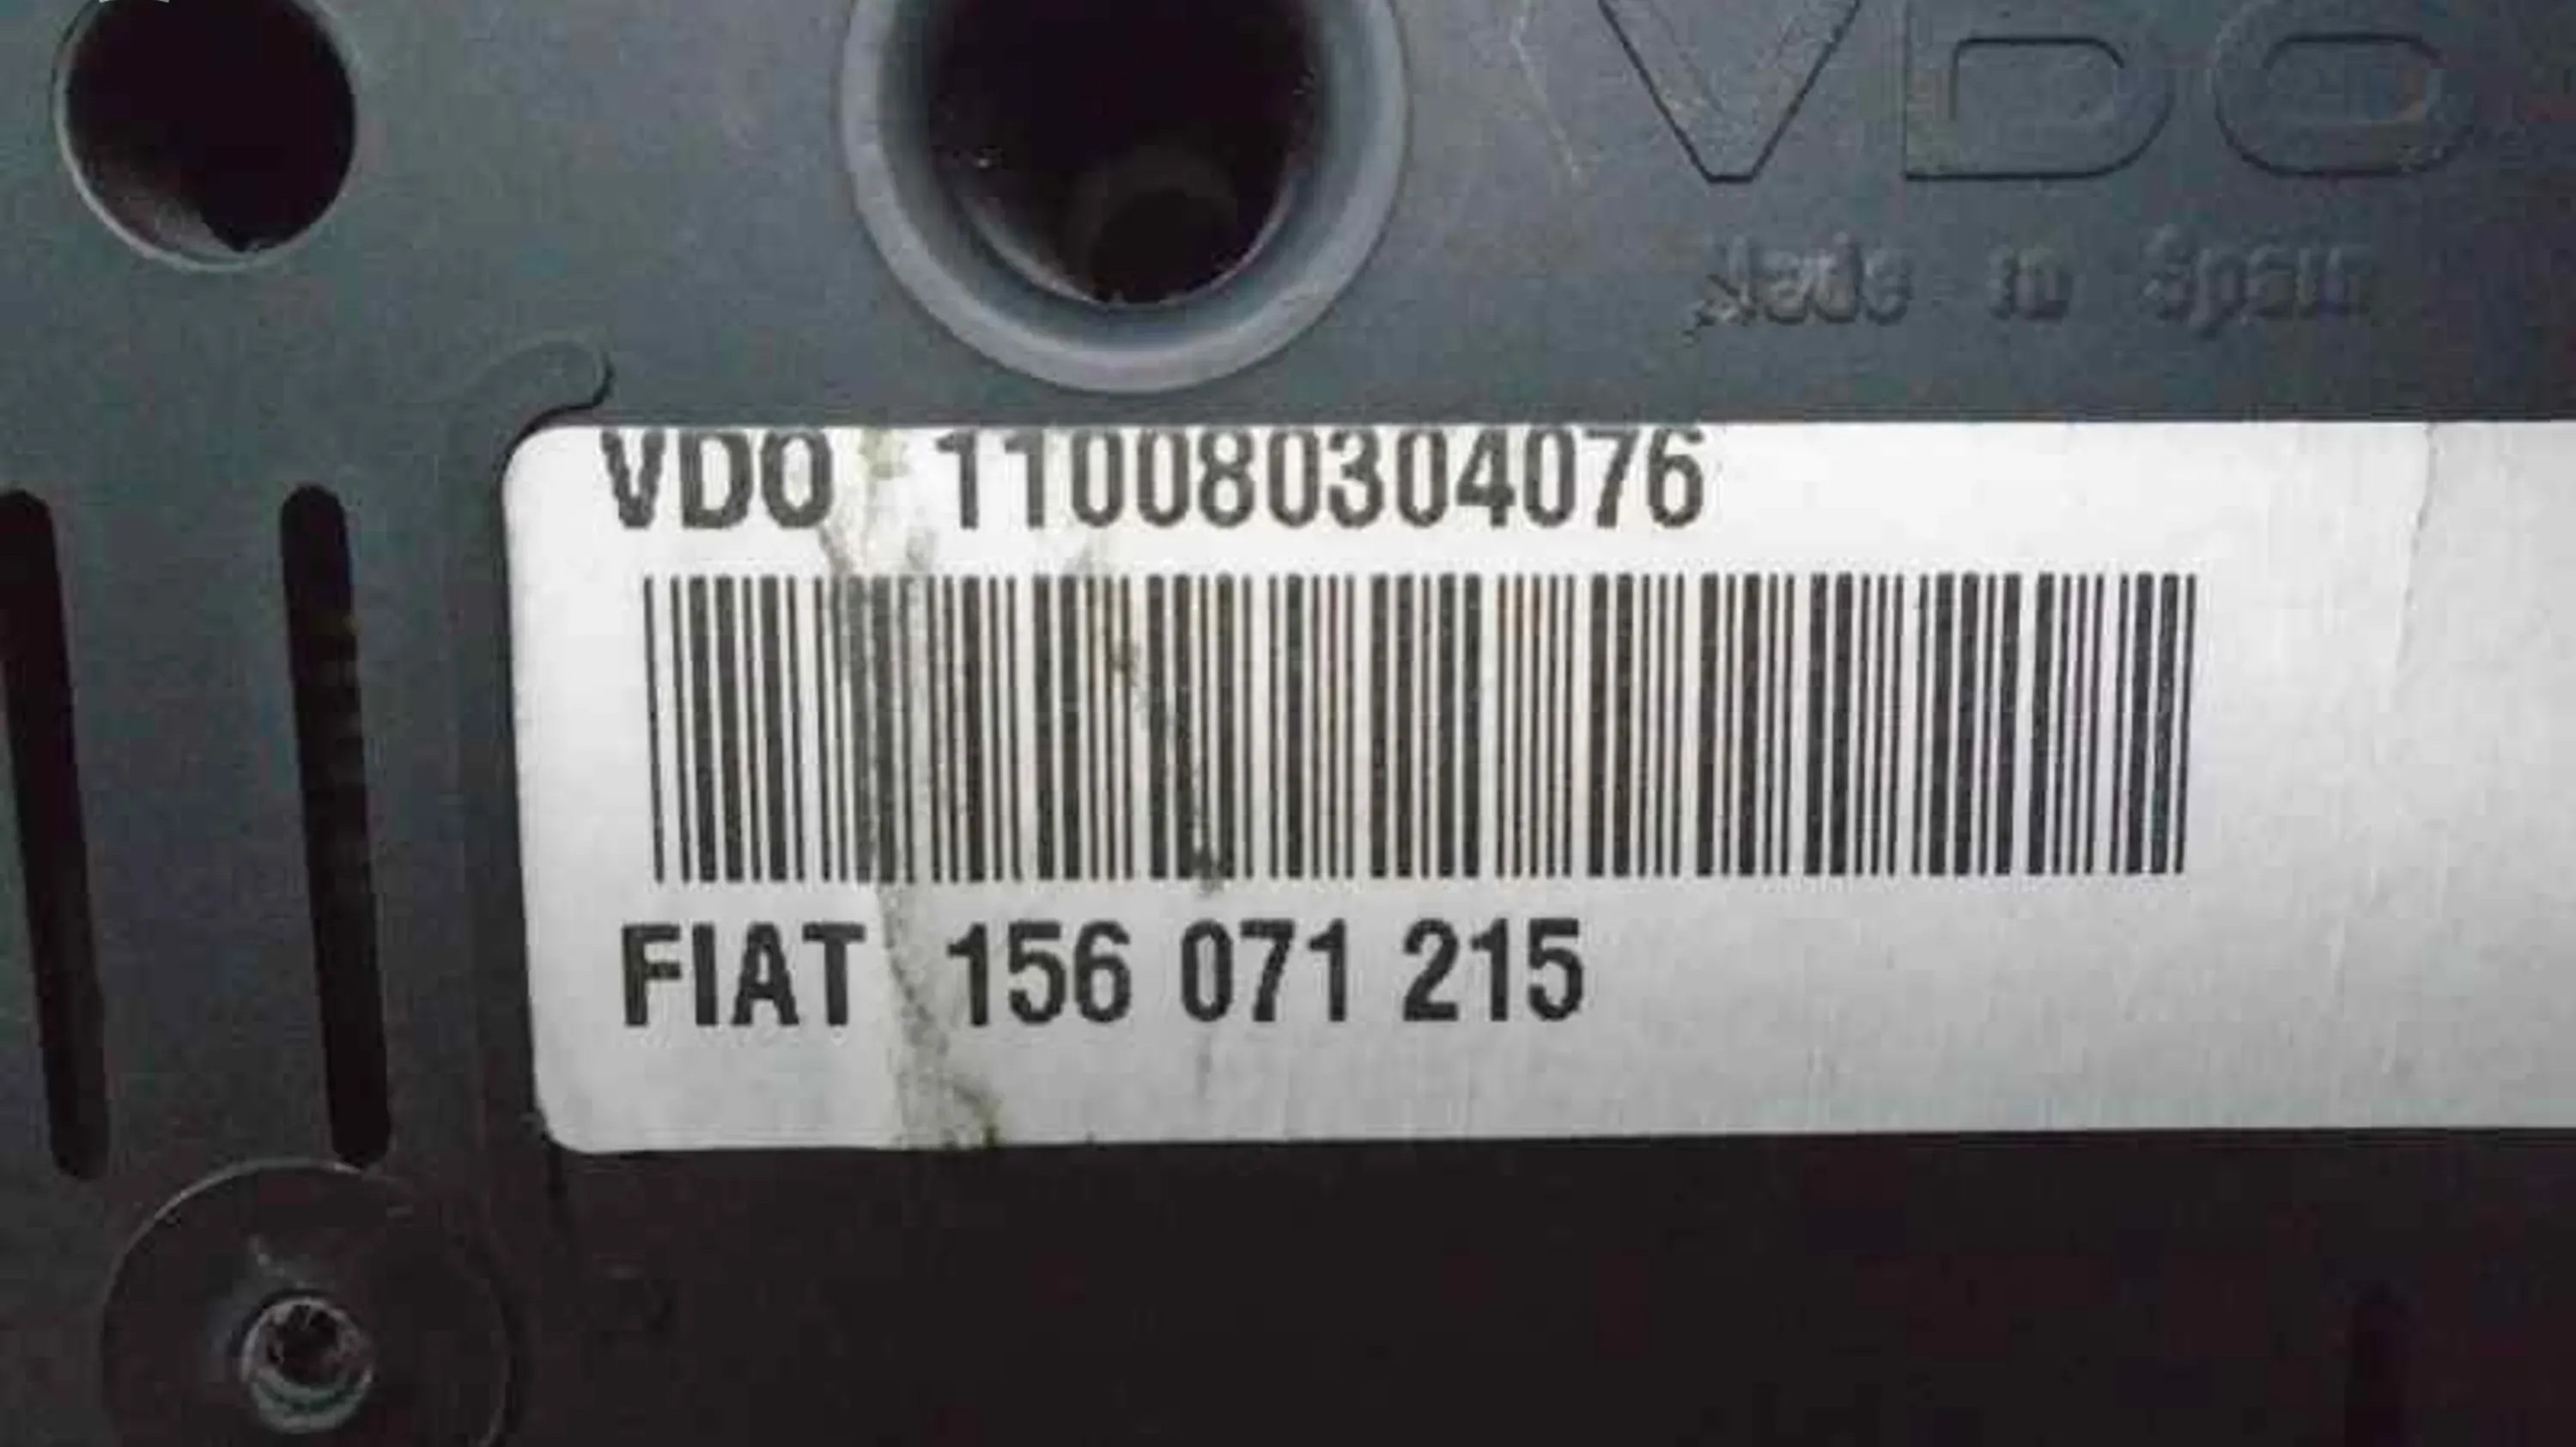 VDO
Made in Spain
VDO 110080304076
FIAT 156 071 215